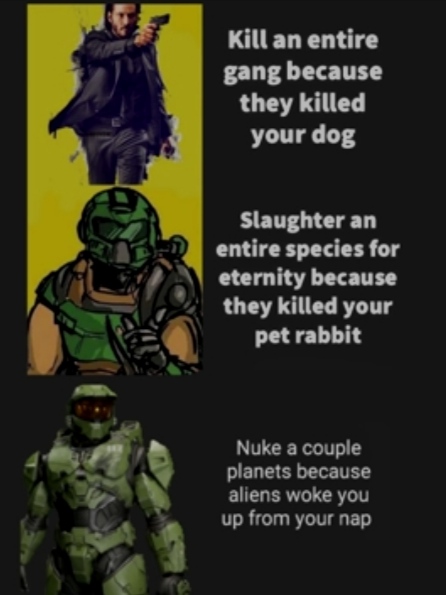 Kill an entire
gang because
they killed
your dog
Slaughter an
entire species for
eternity because
they killed your
pet rabbit
Nuke a couple
planets because
aliens woke you
up from your nap